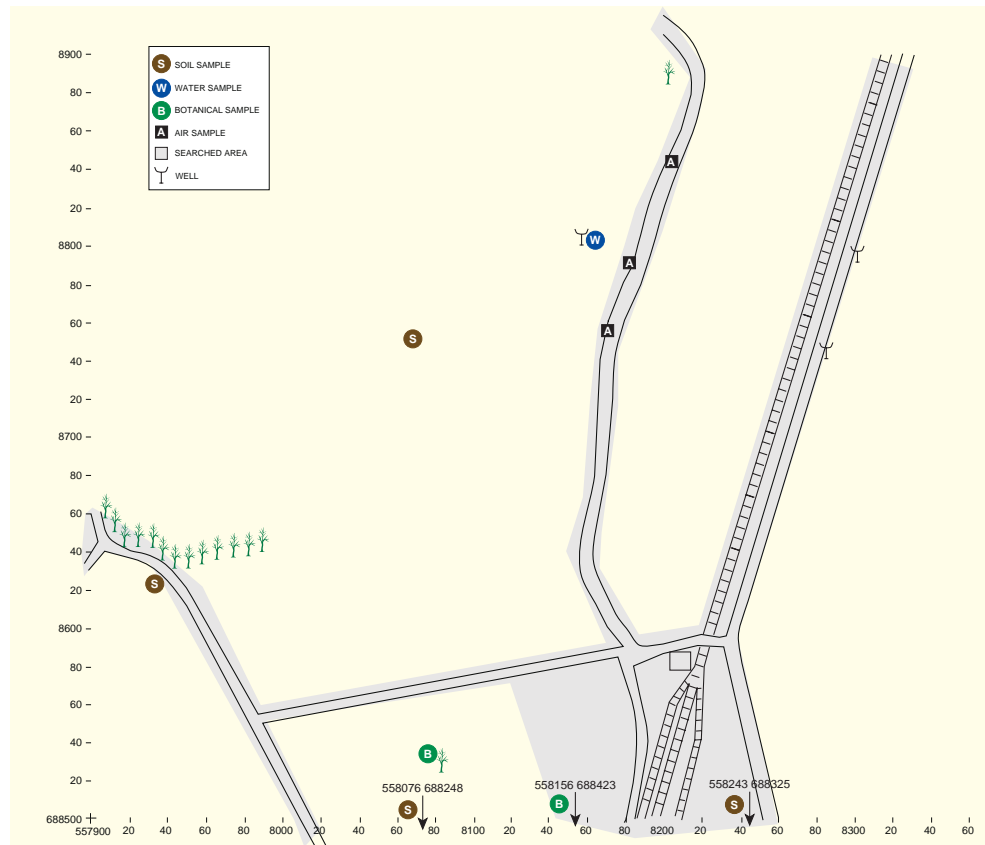 8900
80
60
40
20
8800
80
60
40
20
8700
80
60
40
20
8600
80
60
40
20
688500
S SOIL SAMPLE
W WATER SAMPLE
B BOTANICAL SAMPLE
A AIR SAMPLE
SEARCHED AREA
WELL
A
W
A
A
S
S
B
558076 688248
S
558156 688423
B
558243 688325
S
557900 20 40 60 80 8000 20 40 60 80 8100 20 40 60 80 8200 20 40 60 80 8300 20 40 60